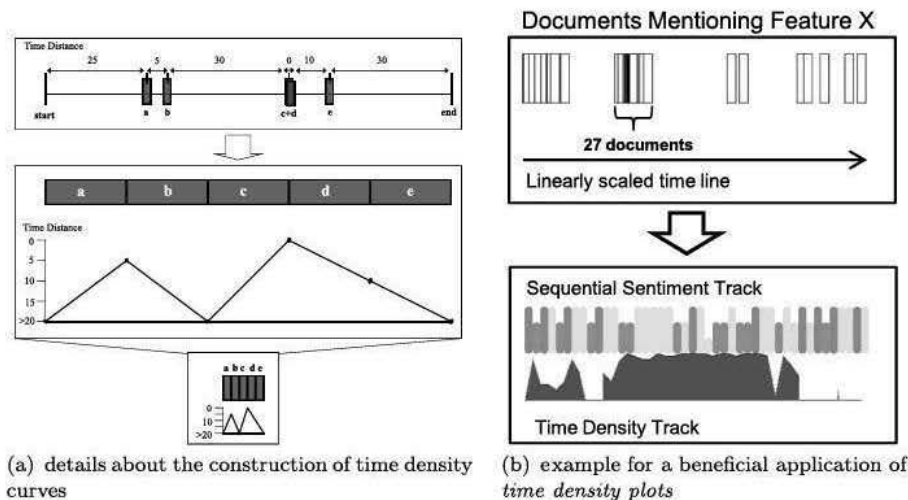 Time Distance
25 5 30 0 10 30
start a b c+d e end
a b c d e
Time Distance
0
5
10
15
>20
a b c d e
0
10
>20
(a) details about the construction of time density
curves
Documents Mentioning Feature X
27 documents
Linearly scaled time line
Sequential Sentiment Track
Time Density Track
(b) example for a beneficial application of
time density plots